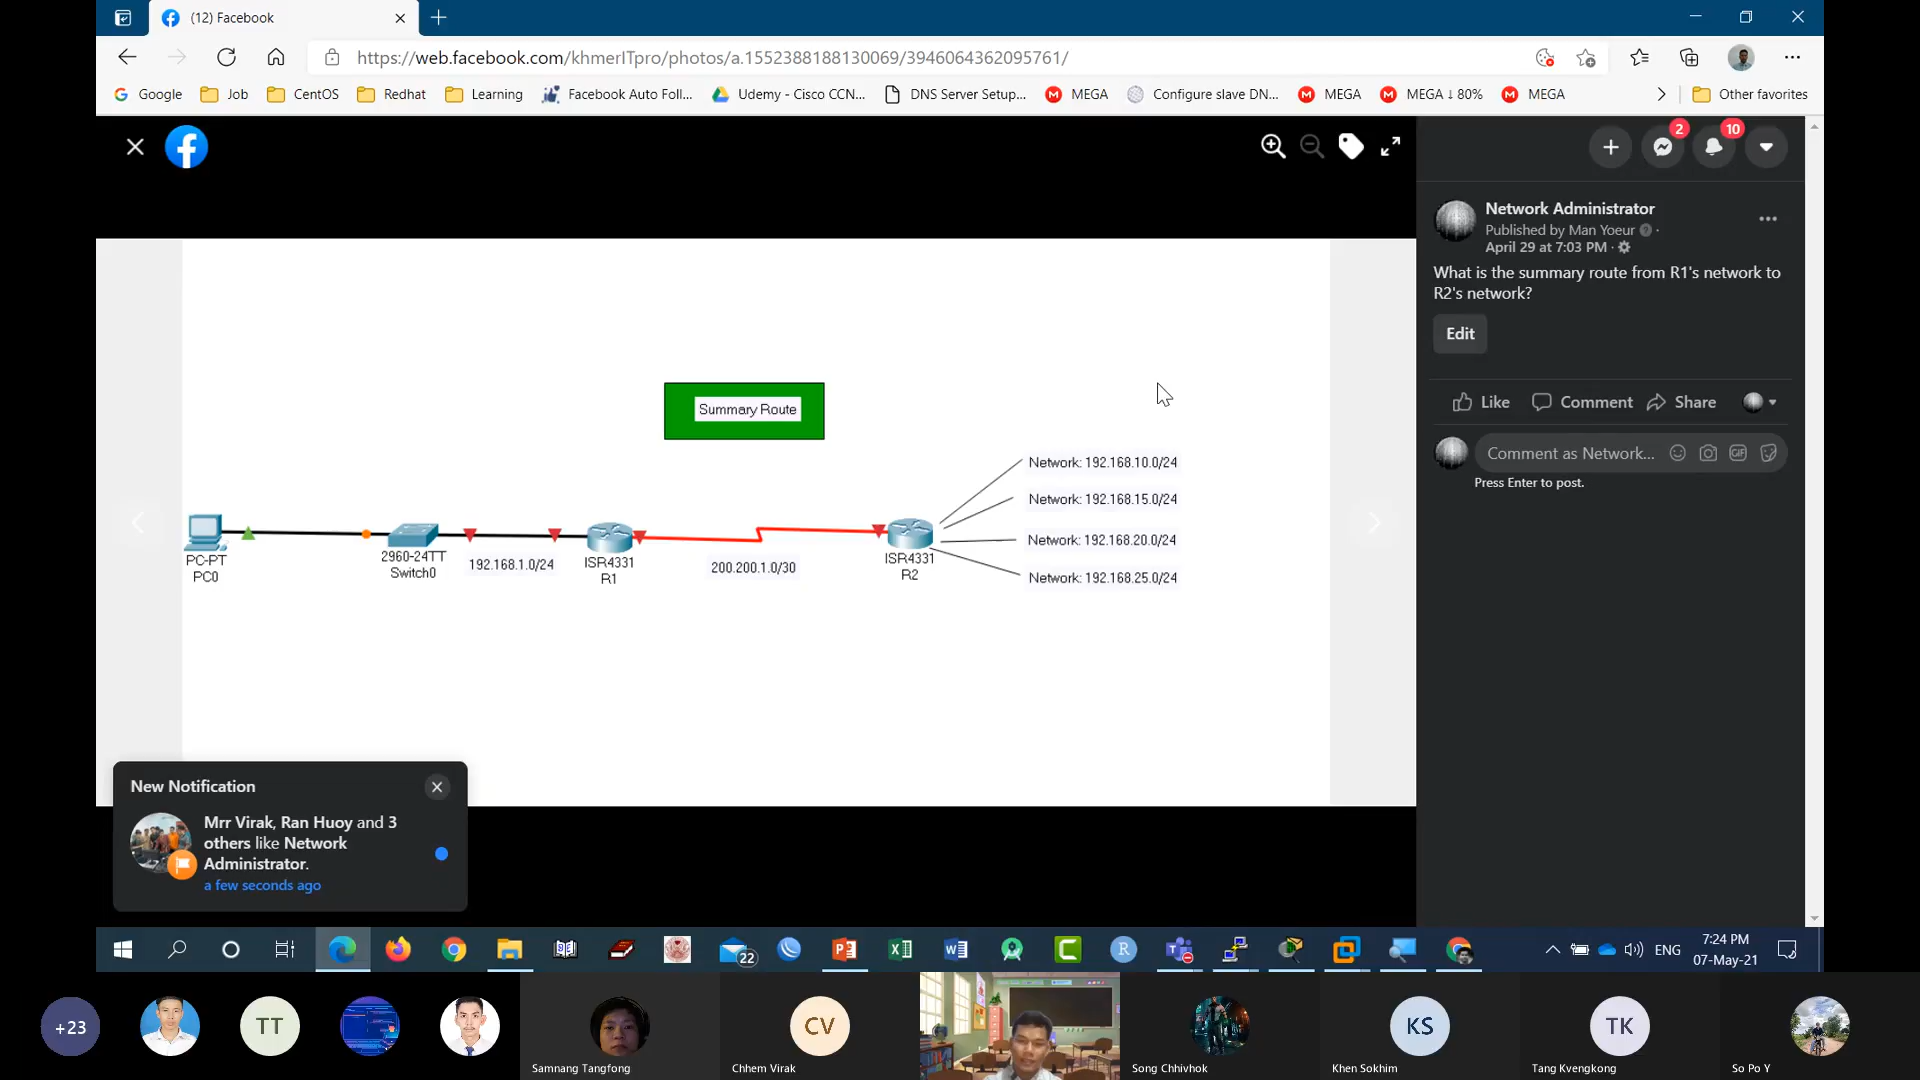 (12) Facebook
https://web.facebook.com/khmerITpro/photos/a.1552388188130069/3946064362095761/
Google
Job
CentOS
Redhat
Learning
Facebook Auto Foll...
Udemy - Cisco CCN...
DNS Server Setup...
MEGA
Configure slave DN...
MEGA
MEGA ↓ 80%
MEGA
Other favorites
2
10
Network Administrator
Published by Man Yoeur
April 29 at 7:03 PM
What is the summary route from R1's network to
R2's network?
Edit
Like
Comment
Share
Comment as Network...
GIF
Press Enter to post.
Summary Route
Network: 192.168.10.0/24
Network: 192.168.15.0/24
Network: 192.168.20.0/24
Network: 192.168.25.0/24
PC-PT
PC0
2960-24TT
Switch0
192.168.1.0/24
ISR4331
R1
200.200.1.0/30
ISR4331
R2
New Notification
Mrr Virak, Ran Huoy and 3
others like Network
Administrator.
a few seconds ago
22
ENG
7:24 PM
07-May-21
+23
TT
Samnang Tangfong
CV
Chhem Virak
Song Chhivhok
KS
Khen Sokhim
TK
Tang Kvengkong
So Po Y